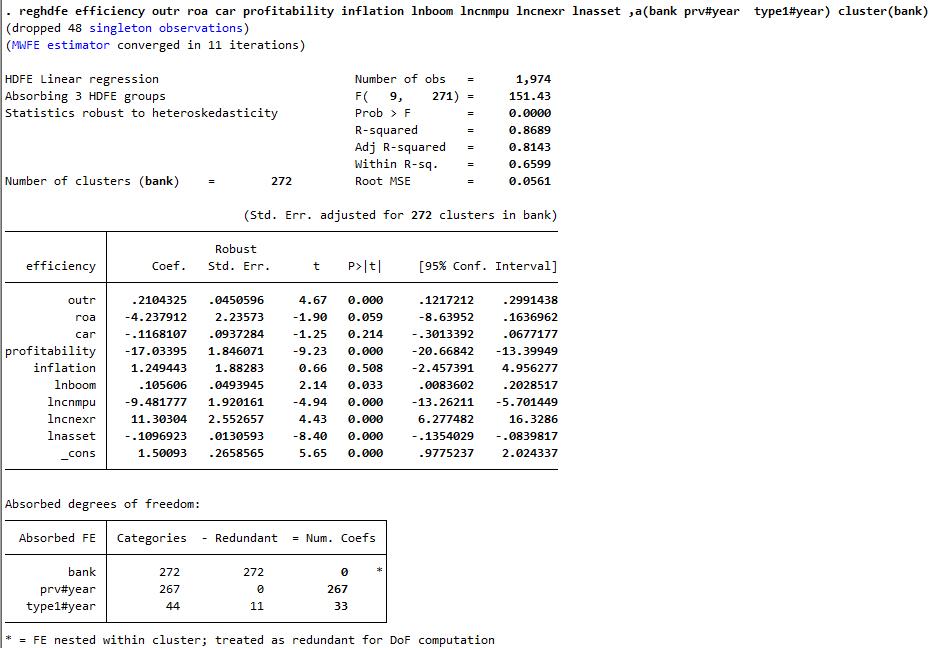 . reghdfe efficiency outr roa car profitability inflation lnboom lncnmpu lncnexr lnasset ,a(bank prv#year  type1#year) cluster(bank)
(dropped 48 singleton observations)
(MWFE estimator converged in 11 iterations)
HDFE Linear regression Number of obs = 1,974
Absorbing 3 HDFE groups F( 9, 271) = 151.43
Statistics robust to heteroskedasticity Prob > F = 0.0000
R-squared = 0.8689
Adj R-squared = 0.8143
Within R-sq. = 0.6599
Number of clusters (bank) = 272 Root MSE = 0.0561
(Std. Err. adjusted for 272 clusters in bank)
Robust
efficiency Coef. Std. Err. t P>|t| [95% Conf. Interval]
outr .2104325 .0450596 4.67 0.000 .1217212 .2991438
roa -4.237912 2.23573 -1.90 0.059 -8.63952 .1636962
car -.1168107 .0937284 -1.25 0.214 -.3013392 .0677177
profitability -17.03395 1.846071 -9.23 0.000 -20.66842 -13.39949
inflation 1.249443 1.88283 0.66 0.508 -2.457391 4.956277
lnboom .105606 .0493945 2.14 0.033 .0083602 .2028517
lncnmpu -9.481777 1.920161 -4.94 0.000 -13.26211 -5.701449
lncnexr 11.30304 2.552657 4.43 0.000 6.277482 16.3286
lnasset -.1096923 .0130593 -8.40 0.000 -.1354029 -.0839817
_cons 1.50093 .2658565 5.65 0.000 .9775237 2.024337
Absorbed degrees of freedom:
Absorbed FE Categories - Redundant = Num. Coefs
bank 272 272 0 *
prv#year 267 0 267
type1#year 44 11 33
* = FE nested within cluster; treated as redundant for DoF computation